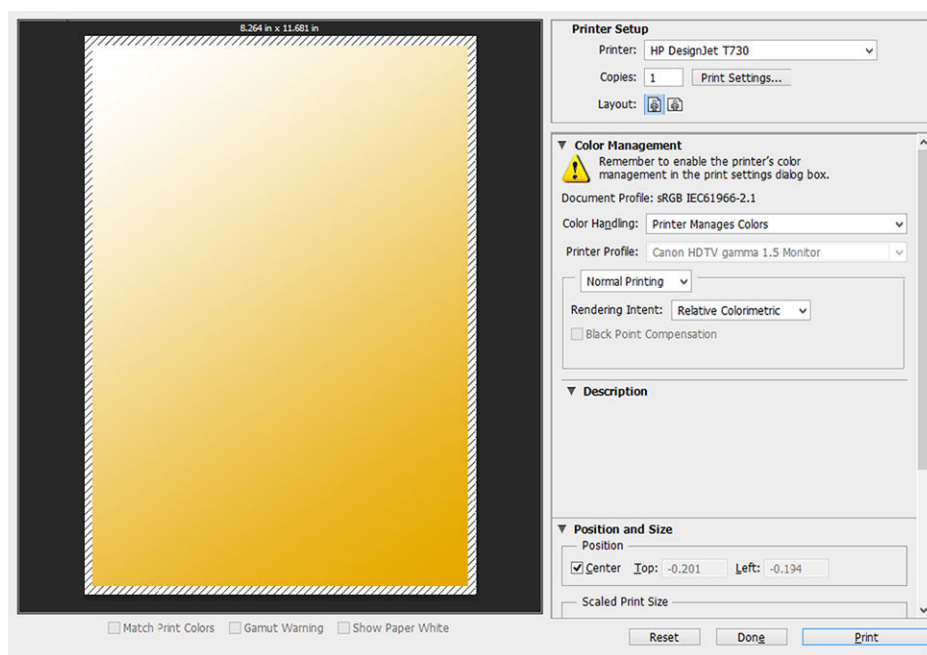 8.264 in x 11.681 in
Printer Setup
Printer: HP DesignJet T730
Copies: 1 Print Settings...
Layout:
Color Management
Remember to enable the printer's color
management in the print settings dialog box.
Document Profile: sRGB IEC61966-2.1
Color Handling: Printer Manages Colors
Printer Profile: Canon HDTV gamma 1.5 Monitor
Normal Printing
Rendering Intent: Relative Colorimetric
Black Point Compensation
Description
Position and Size
Position
Center Top: -0.201 Left: -0.194
Scaled Print Size
Match Print Colors Gamut Warning Show Paper White
Reset Done Print